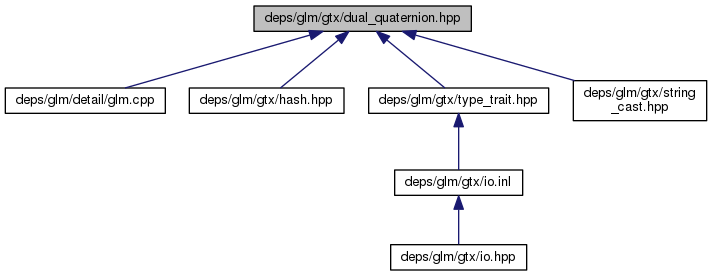 deps/glm/gtx/dual_quaternion.hpp
deps/glm/detail/glm.cpp
deps/glm/gtx/hash.hpp
deps/glm/gtx/type_trait.hpp
deps/glm/gtx/string
_cast.hpp
deps/glm/gtx/io.inl
deps/glm/gtx/io.hpp